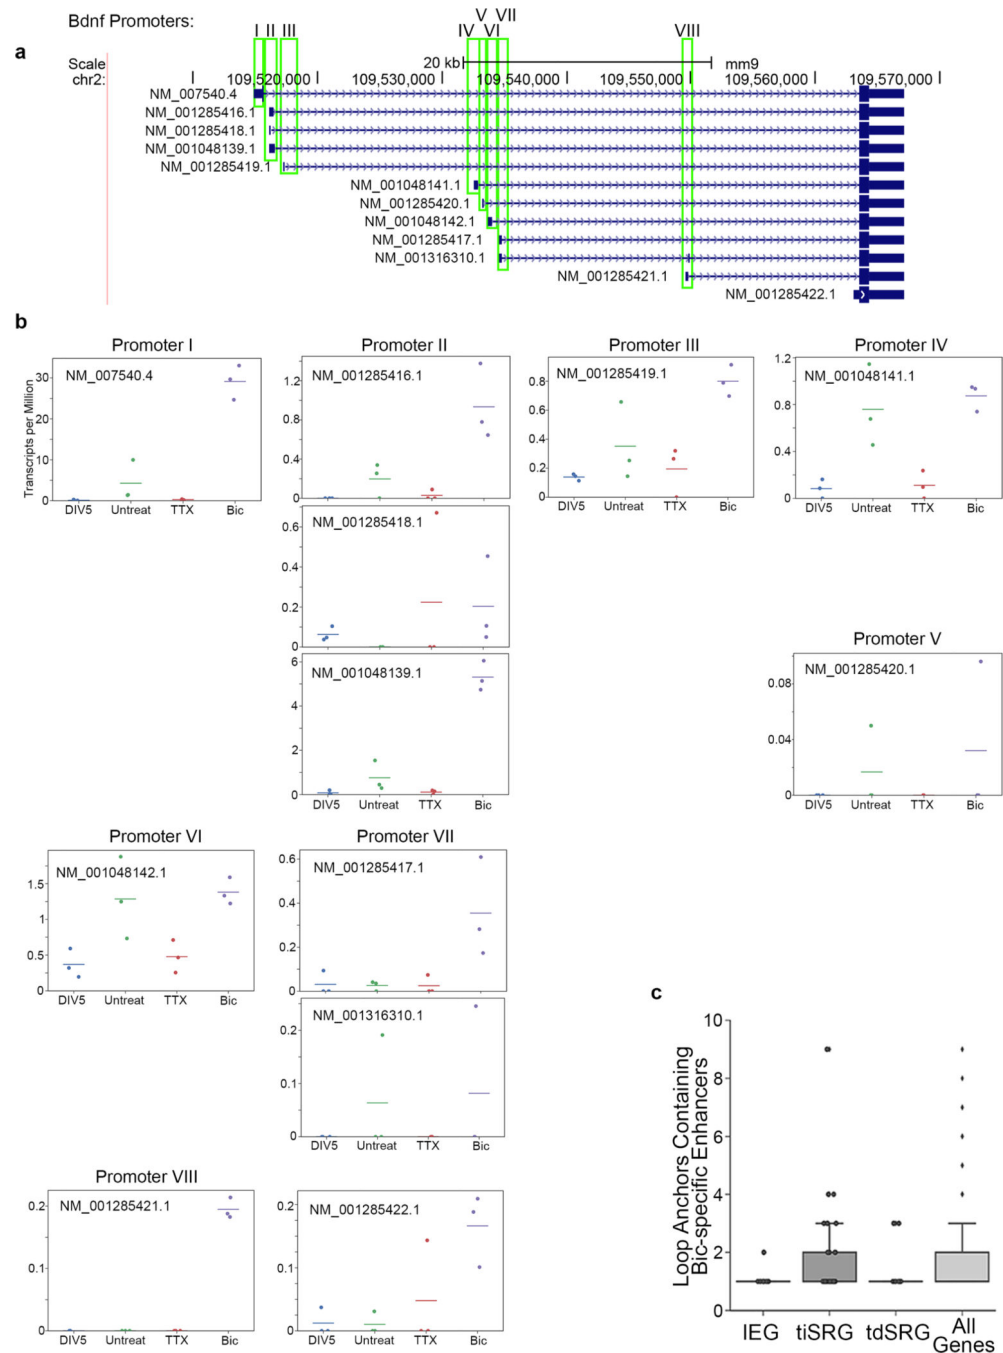 Bdnf Promoters:
V VII
I II III IV VI VIII
a
Scale 20 kb mm9
chr2: 109,520,000 109,530,000 109,540,000 109,550,000 109,560,000 109,570,000
NM_007540.4
NM_001285416.1
NM_001285418.1
NM_001048139.1
NM_001285419.1
NM_001048141.1
NM_001285420.1
NM_001048142.1
NM_001285417.1
NM_001316310.1
NM_001285421.1
NM_001285422.1
b
Promoter I
Transcripts per Million
NM_007540.4
30
20
10
0
DIV5 Untreat TTX Bic
Promoter II
NM_001285416.1
1.2
0.8
0.4
0
NM_001285418.1
0.6
0.4
0.2
0
NM_001048139.1
6
4
2
0
DIV5 Untreat TTX Bic
Promoter III
NM_001285419.1
0.8
0.6
0.4
0.2
0
DIV5 Untreat TTX Bic
Promoter IV
NM_001048141.1
1.2
0.8
0.4
0
DIV5 Untreat TTX Bic
Promoter V
NM_001285420.1
0.08
0.04
0
DIV5 Untreat TTX Bic
Promoter VI
NM_001048142.1
1.5
1
0.5
0
DIV5 Untreat TTX Bic
Promoter VII
NM_001285417.1
0.6
0.4
0.2
0
NM_001316310.1
0.2
0.1
0
DIV5 Untreat TTX Bic
Promoter VIII
NM_001285421.1
0.2
0.1
0
DIV5 Untreat TTX Bic
NM_001285422.1
0.2
0.1
0
DIV5 Untreat TTX Bic
c
Loop Anchors Containing
Bic-specific Enhancers
10
8
6
4
2
0
IEG tiSRG tdSRG All
Genes